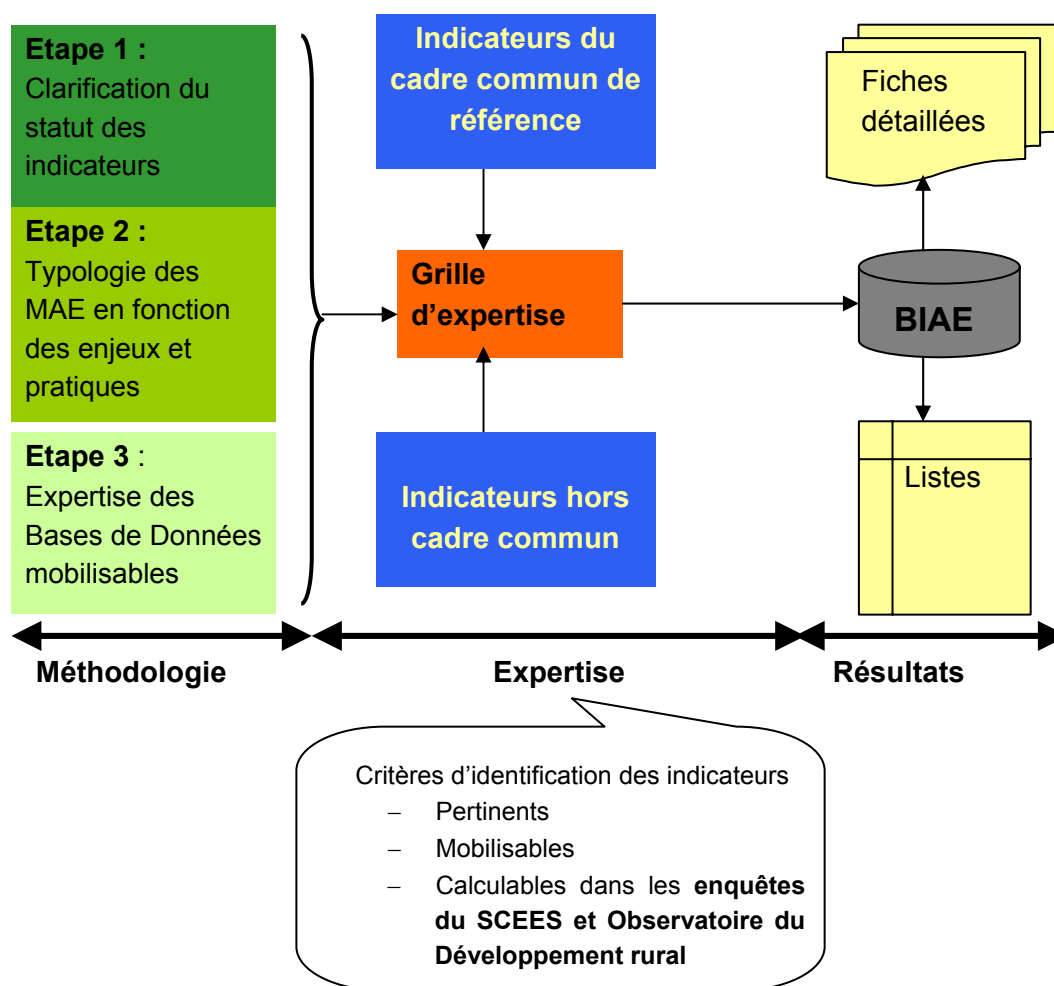 Etape 1 :
Clarification du
statut des
indicateurs
Etape 2 :
Typologie des
MAE en fonction
des enjeux et
pratiques
Etape 3 :
Expertise des
Bases de Données
mobilisables
Indicateurs du
cadre commun de
référence
Grille
d’expertise
Indicateurs hors
cadre commun
Fiches
détaillées
BIAE
Listes
Méthodologie
Expertise
Résultats
Critères d’identification des indicateurs
– Pertinents
– Mobilisables
– Calculables dans les enquêtes
du SCEES et Observatoire du
Développement rural